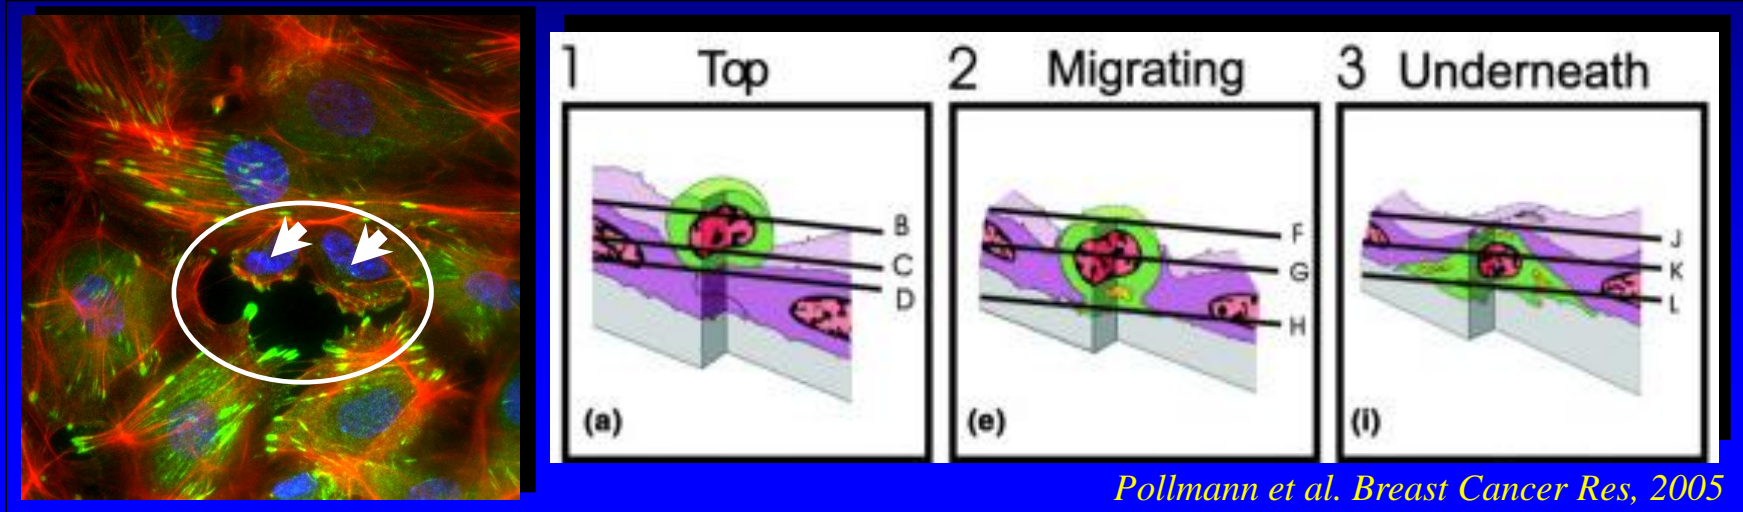 1 Top
2 Migrating
3 Underneath
B
C
D
(a)
F
G
H
(e)
J
K
L
(i)
Pollmann et al. Breast Cancer Res, 2005